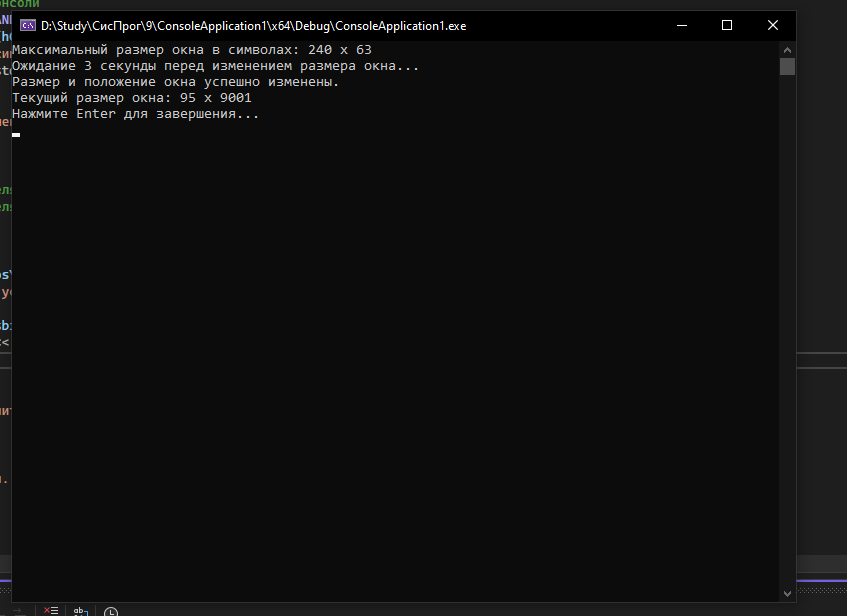 D:\Study\СисПрог\9\ConsoleApplication1\x64\Debug\ConsoleApplication1.exe
Максимальный размер окна в символах: 240 x 63
Ожидание 3 секунды перед изменением размера окна...
Размер и положение окна успешно изменены.
Текущий размер окна: 95 x 9001
Нажмите Enter для завершения...